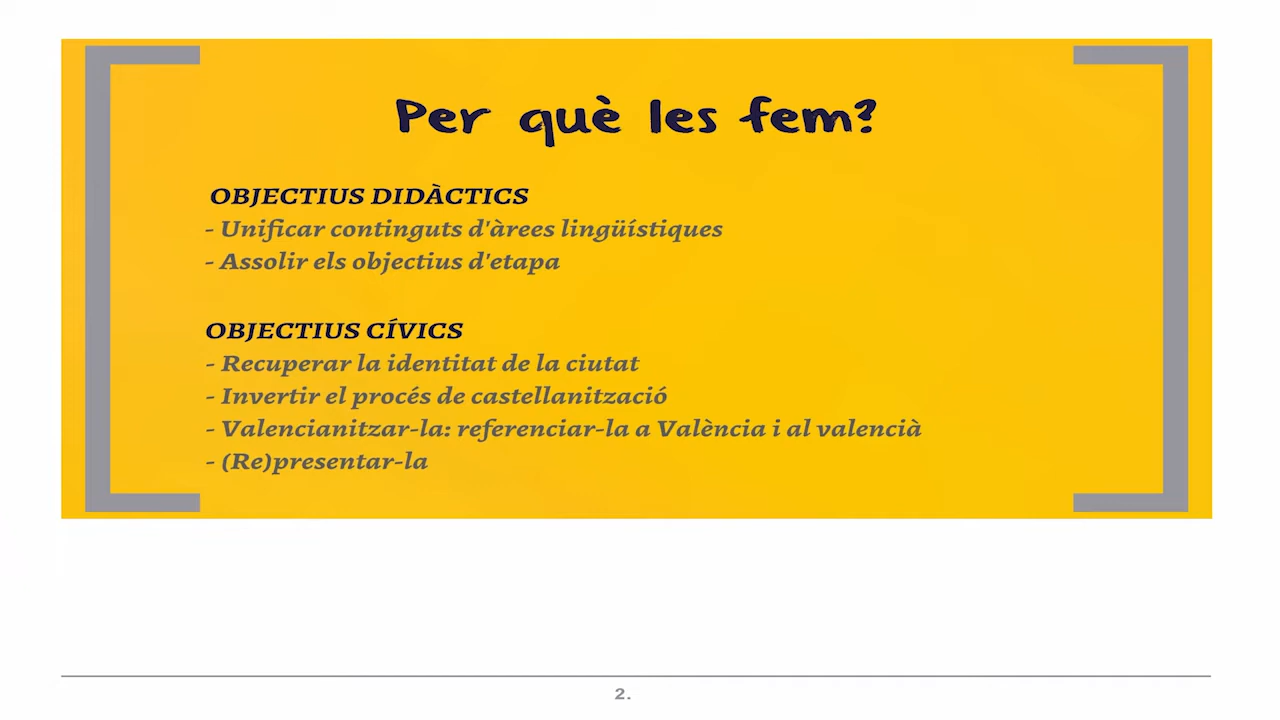 Per què les fem?
OBJECTIUS DIDÀCTICS
- Unificar continguts d'àrees lingüístiques
- Assolir els objectius d'etapa
OBJECTIUS CÍVICS
- Recuperar la identitat de la ciutat
- Invertir el procés de castellanització
- Valencianitzar-la: referenciar-la a València i al valencià
- (Re)presentar-la
2.